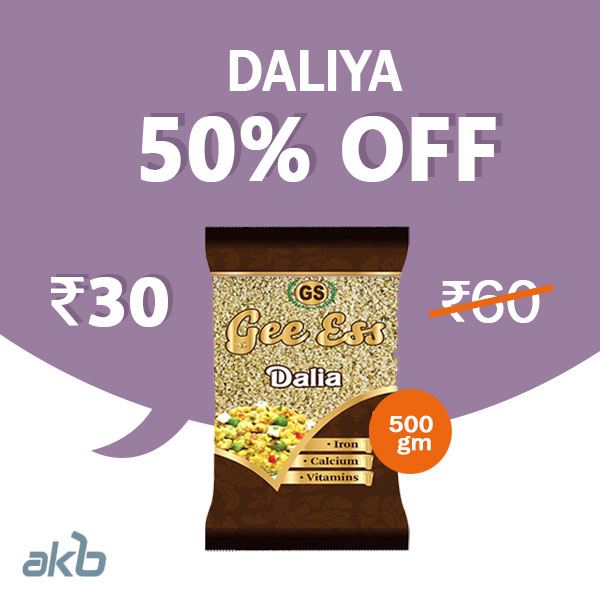 DALIYA
50% OFF
₹30
₹60
GS
Gee Ess
Dalia
500
gm
• Iron
• Calcium
• Vitamins
akb